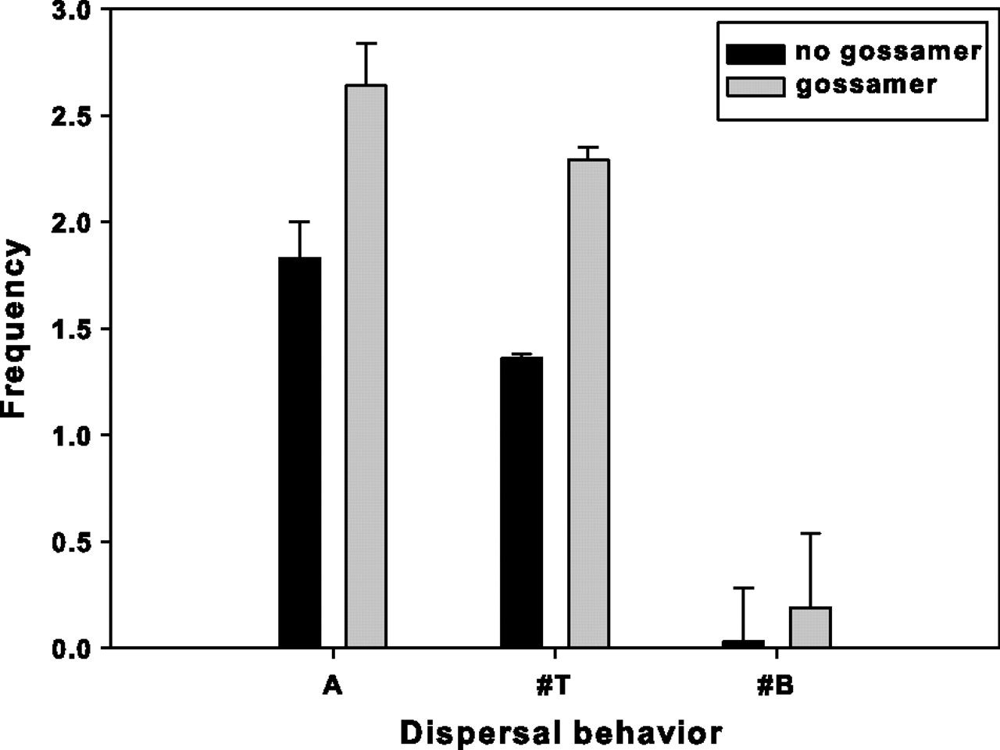 3.0
2.5
2.0
1.5
1.0
0.5
0.0
Frequency
no gossamer
gossamer
A #T #B
Dispersal behavior